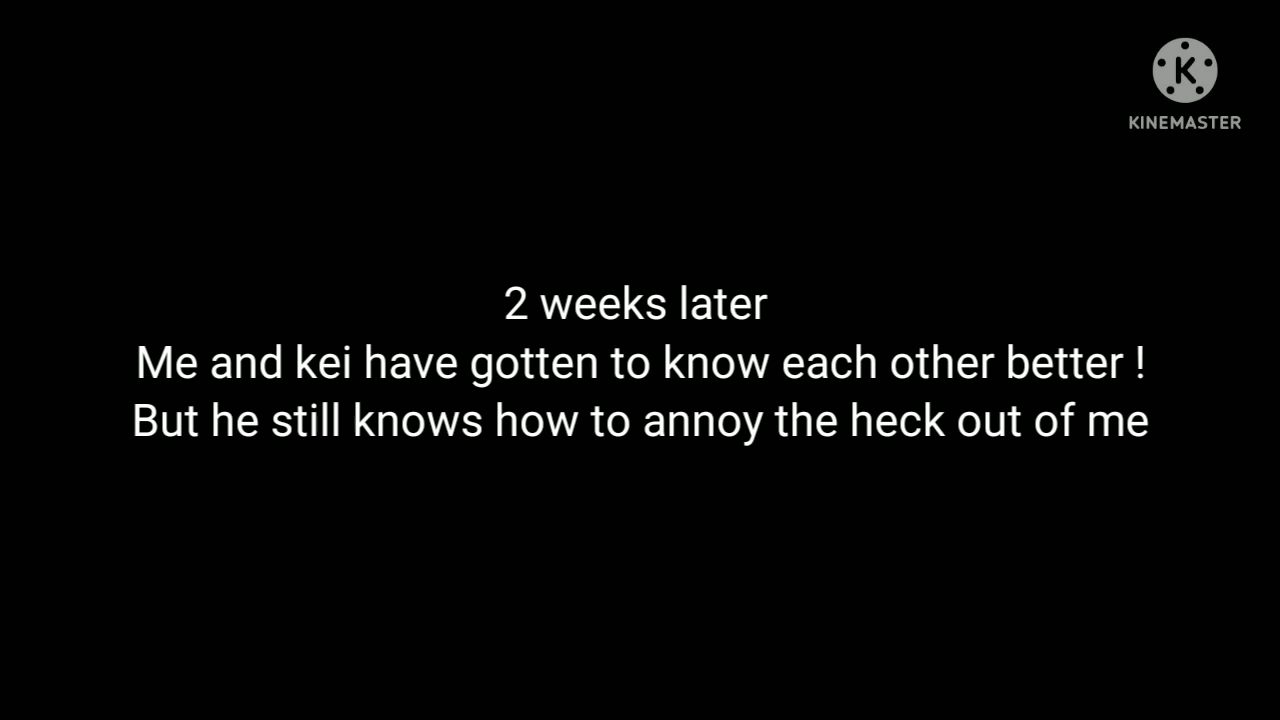 K
KINEMASTER
2 weeks later
Me and kei have gotten to know each other better !
But he still knows how to annoy the heck out of me